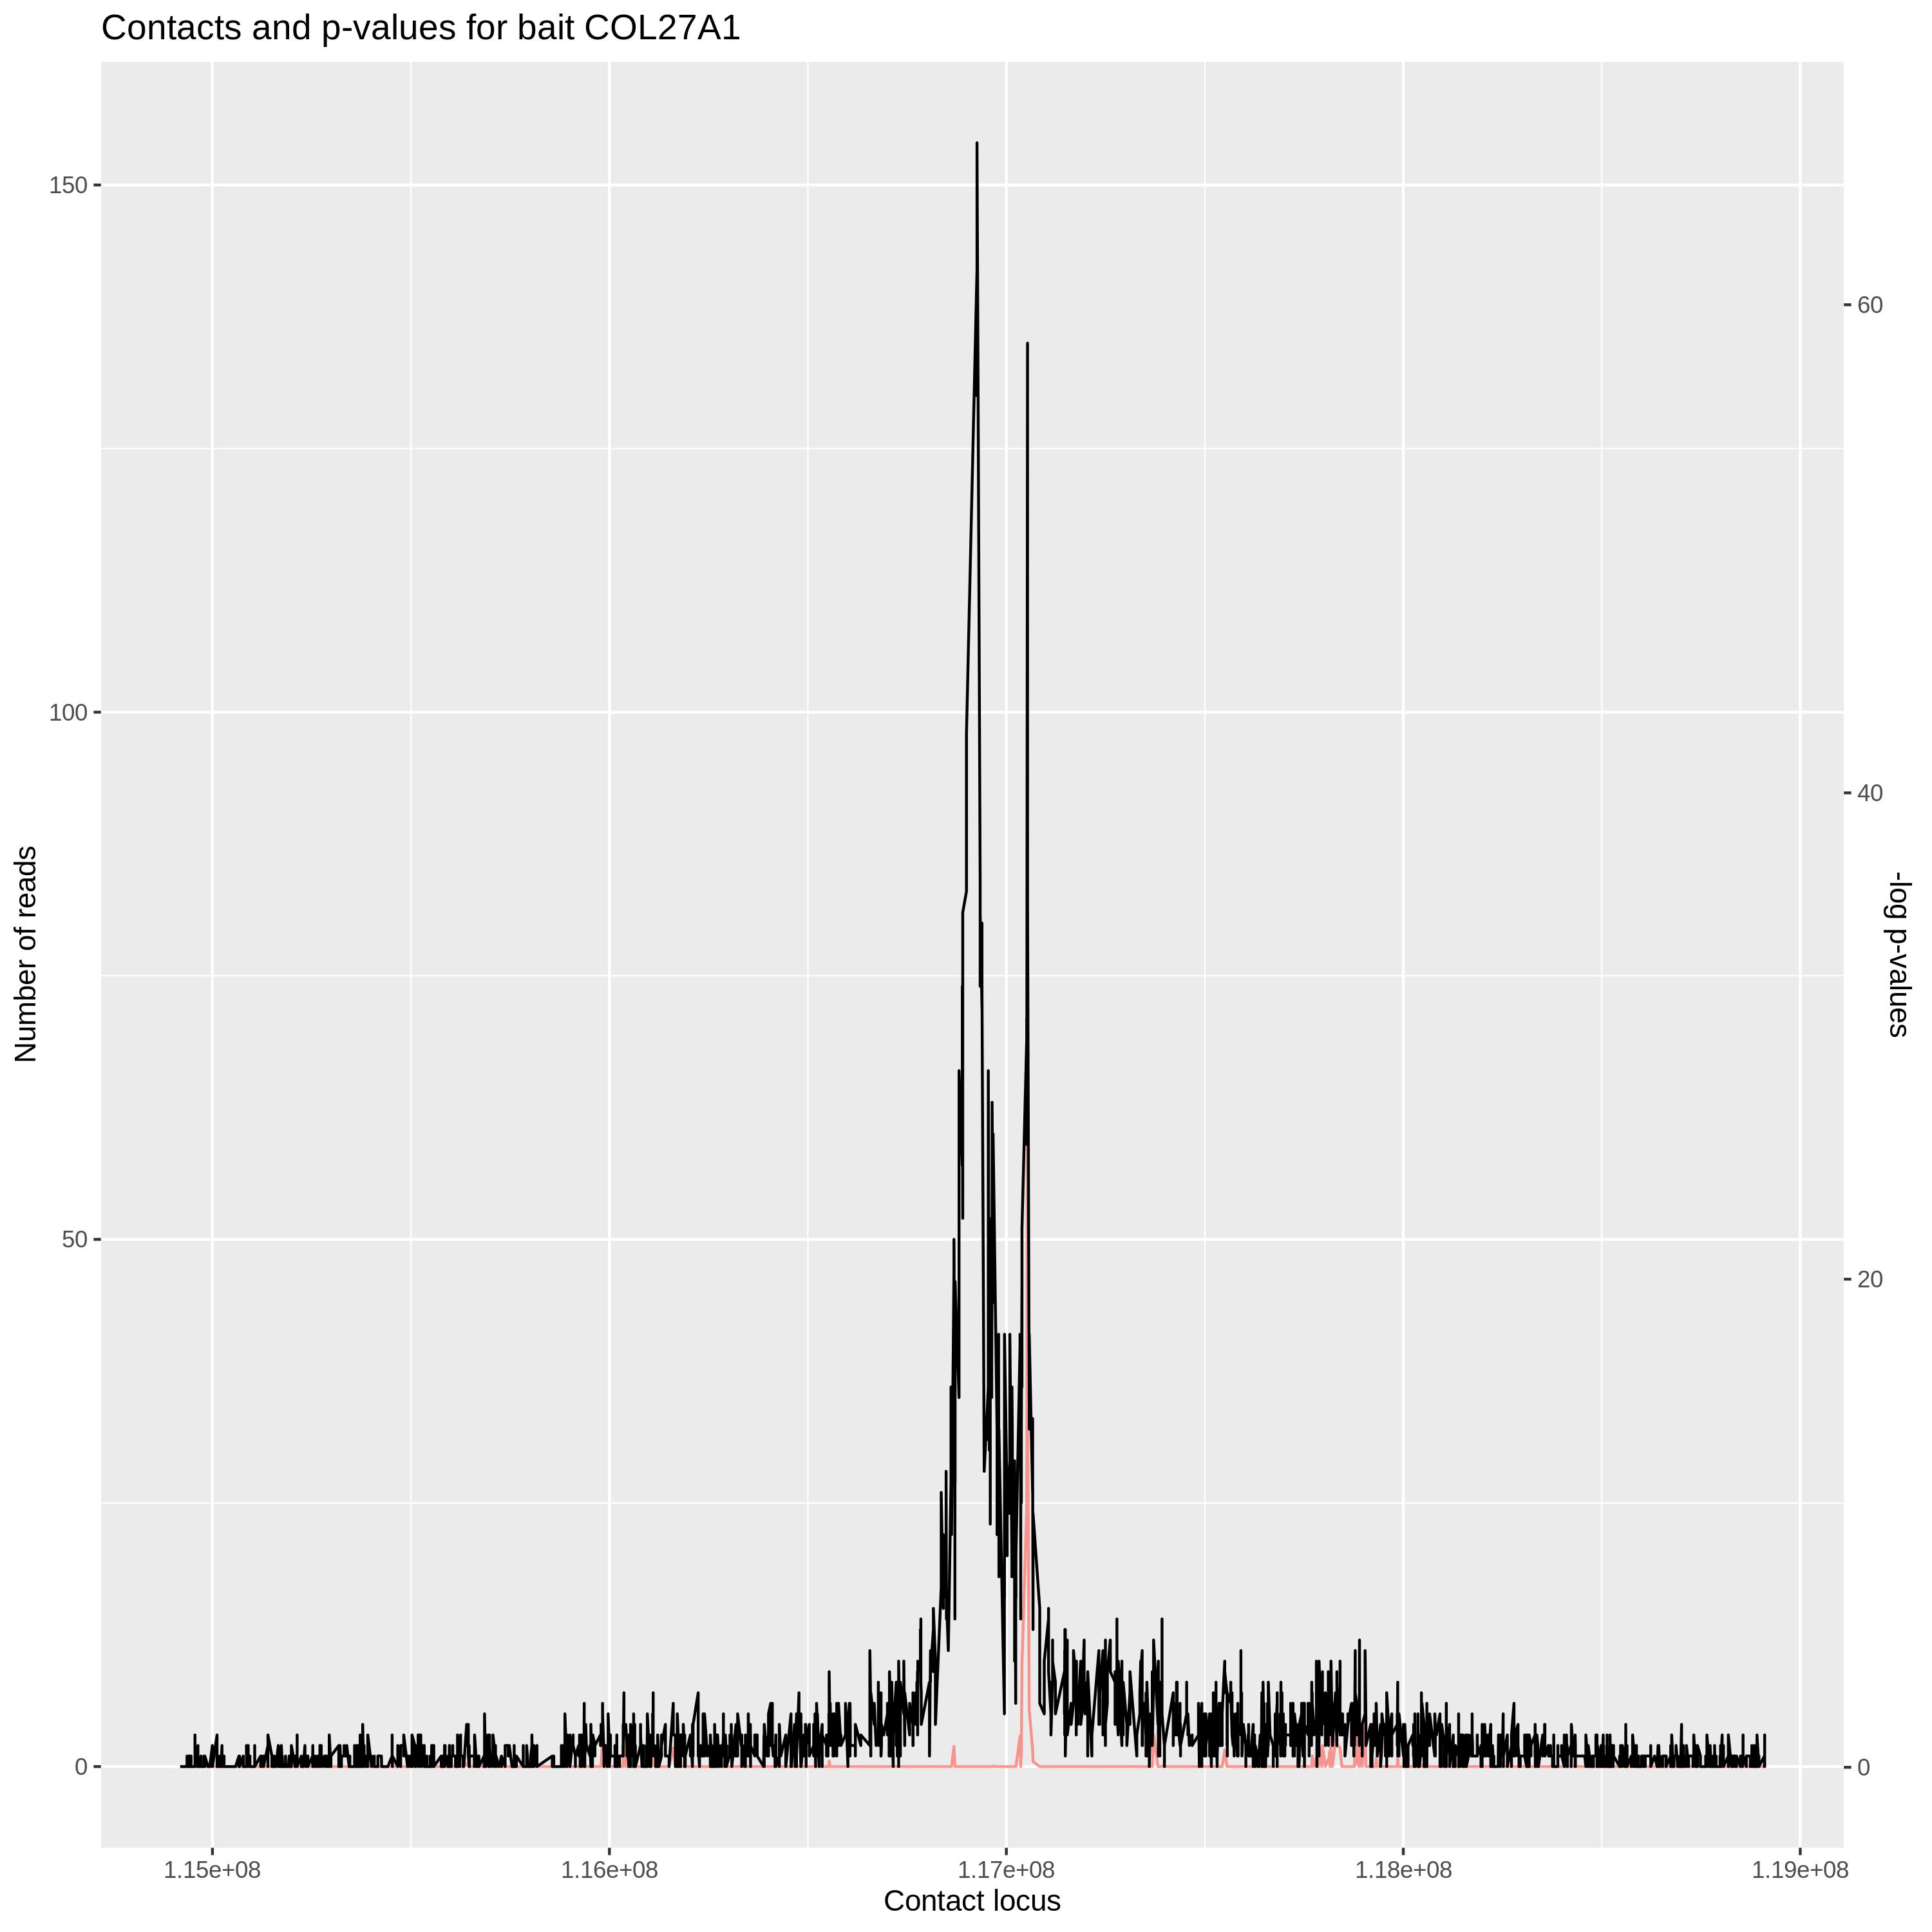 Contacts and p-values for bait COL27A1
150
100
50
0
Number of reads
60
40
20
0
-log p-values
1.15e+08
1.16e+08
1.17e+08
1.18e+08
1.19e+08
Contact locus